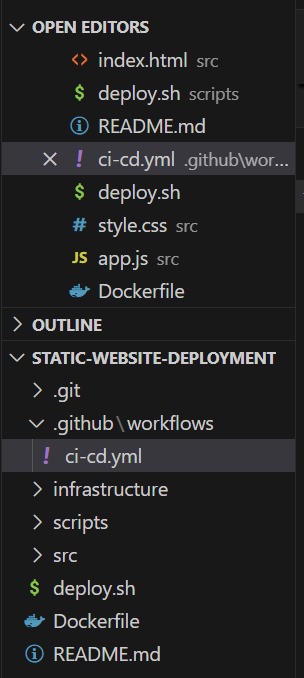 OPEN EDITORS
<> index.html src
$ deploy.sh scripts
README.md
! ci-cd.yml .github\wor...
$ deploy.sh
# style.css src
JS app.js src
Dockerfile
OUTLINE
STATIC-WEBSITE-DEPLOYMENT
.git
.github\workflows
! ci-cd.yml
infrastructure
scripts
src
$ deploy.sh
Dockerfile
README.md